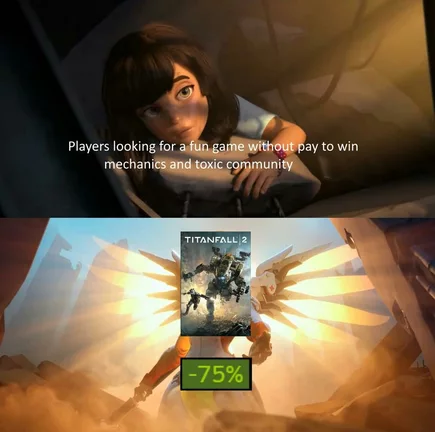 Players looking for a fun game without pay to win
mechanics and toxic community
TITANFALL 2
-75%